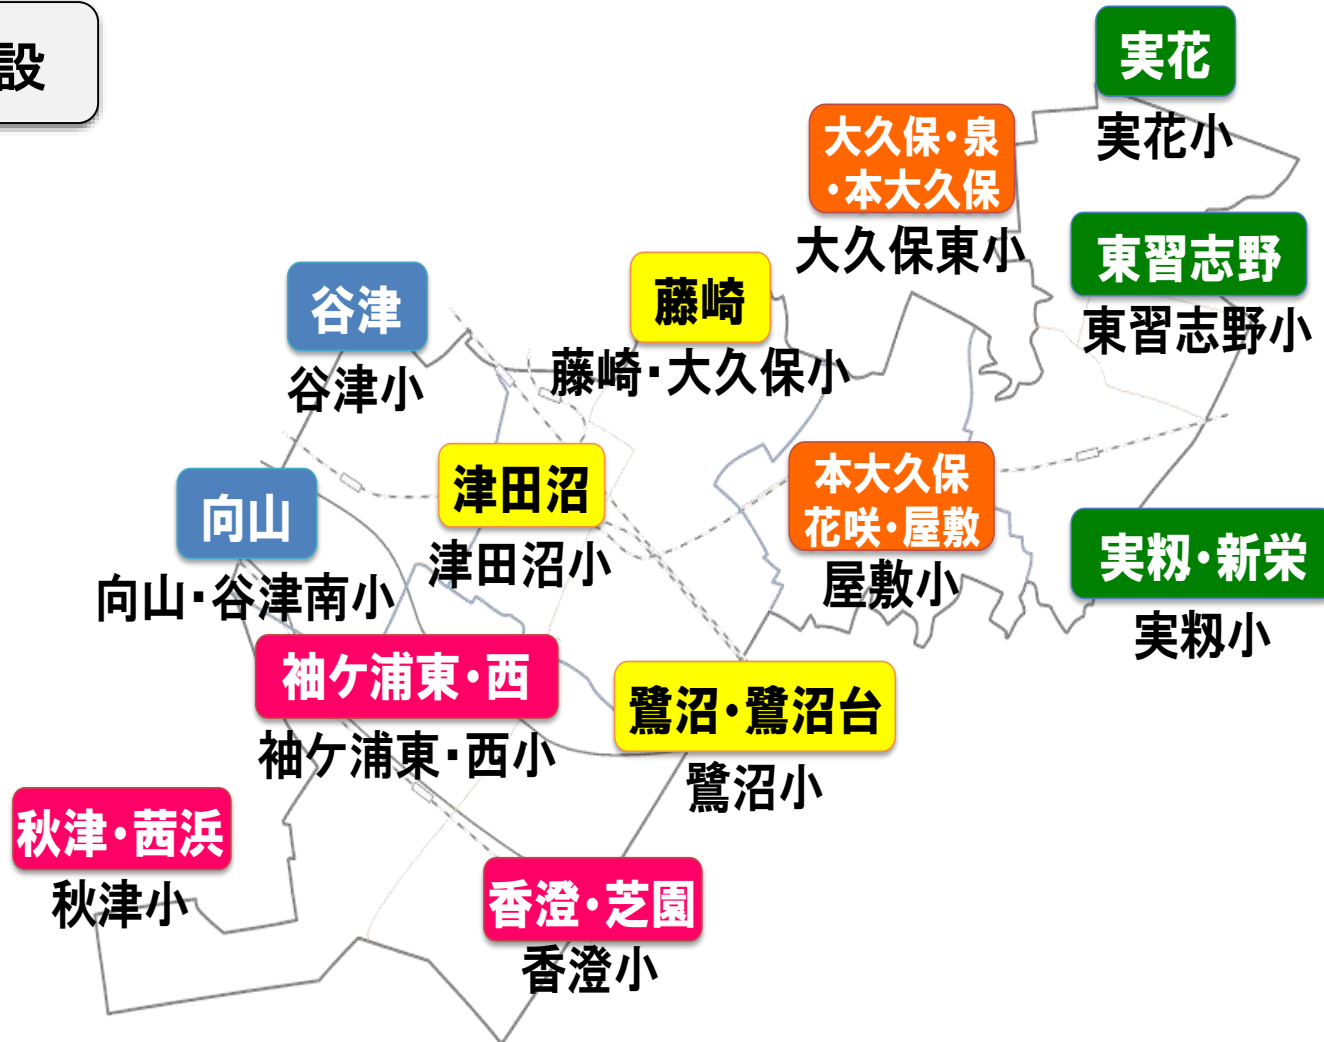 設
実花
実花小
大久保・泉
・本大久保
大久保東小
東習志野
東習志野小
藤崎
藤崎・大久保小
谷津
谷津小
津田沼
津田沼小
本大久保
花咲・屋敷
屋敷小
向山
向山・谷津南小
実籾・新栄
実籾小
袖ケ浦東・西
袖ケ浦東・西小
鷺沼・鷺沼台
鷺沼小
秋津・茜浜
秋津小
香澄・芝園
香澄小